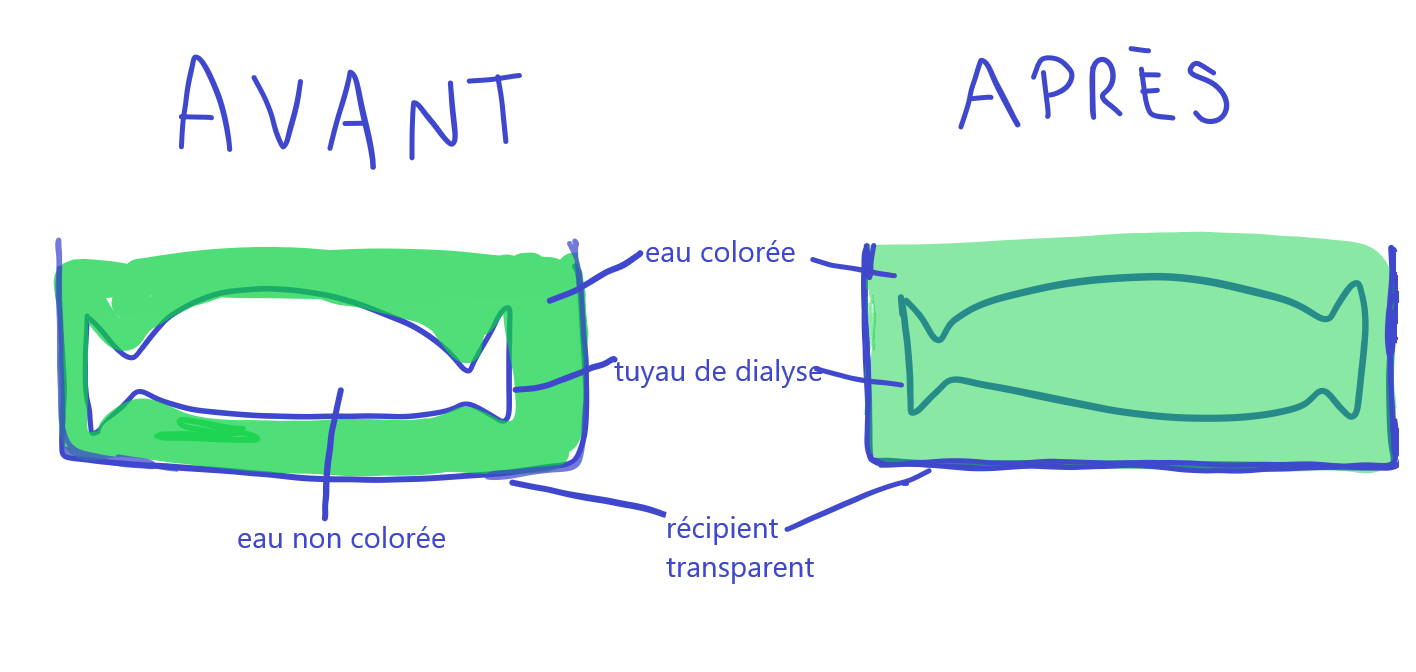 AVANT
APRÈS
eau colorée
tuyau de dialyse
eau non colorée
récipient
transparent